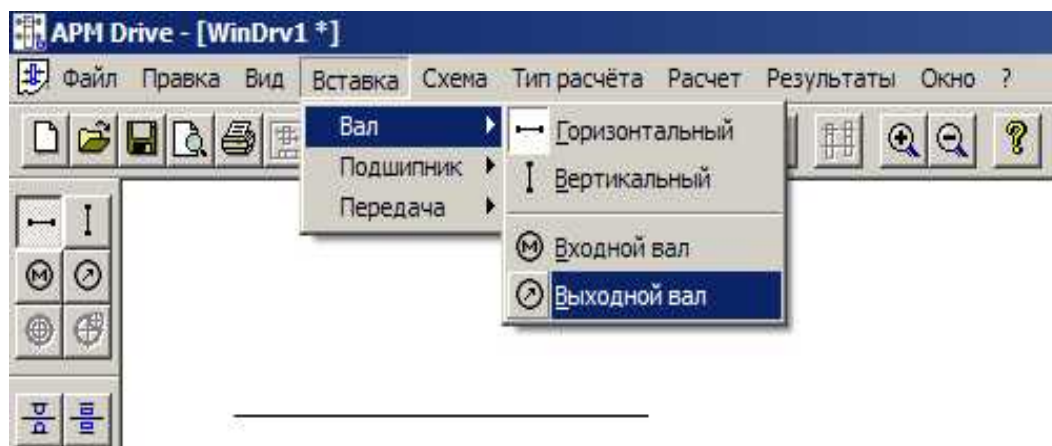 APM Drive - [WinDrv1 *]
Файл Правка Вид Вставка Схема Тип расчёта Расчет Результаты Окно ?
Вал
Подшипник
Передача
Горизонтальный
Вертикальный
Входной вал
Выходной вал